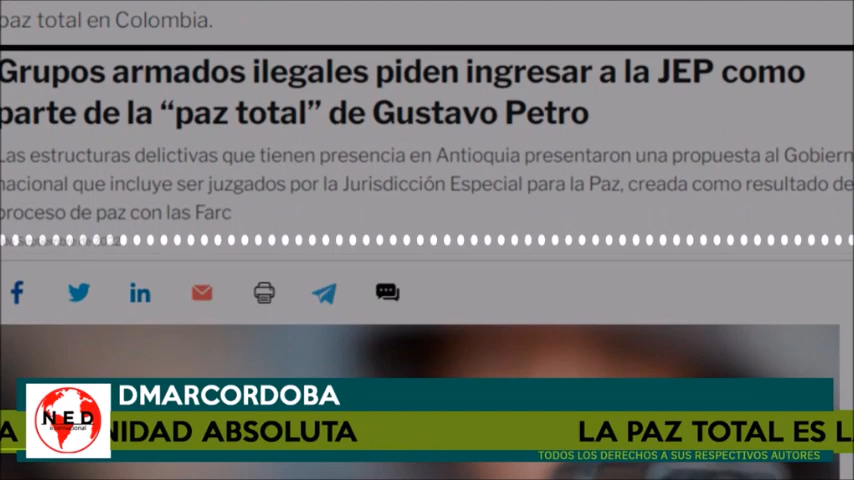 paz total en Colombia.
Grupos armados ilegales piden ingresar a la JEP como
parte de la “paz total” de Gustavo Petro
Las estructuras delictivas que tienen presencia en Antioquia presentaron una propuesta al Gobiern
nacional que incluye ser juzgados por la Jurisdicción Especial para la Paz, creada como resultado de
proceso de paz con las Farc
f
in
DMARCORDOBA
NED
international
A NIDAD ABSOLUTA LA PAZ TOTAL ES L
TODOS LOS DERECHOS A SUS RESPECTIVOS AUTORES